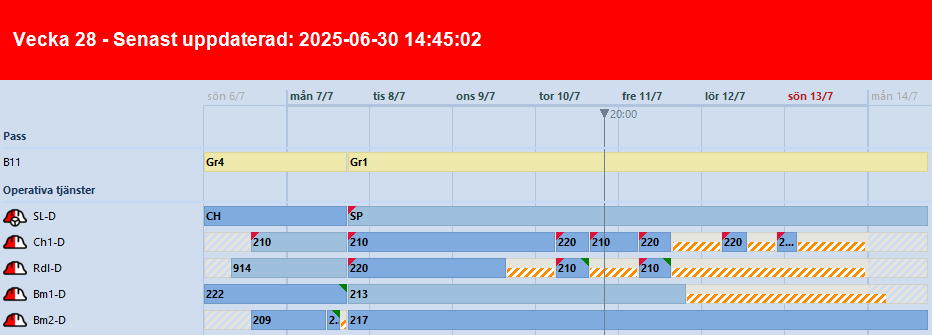 Vecka 28 - Senast uppdaterad: 2025-06-30 14:45:02
sön 6/7 mån 7/7 tis 8/7 ons 9/7 tor 10/7 fre 11/7 lör 12/7 sön 13/7 mån 14/7
20:00
Pass
B11 Gr4 Gr1
Operativa tjänster
SL-D CH SP
Ch1-D 210 210 220 210 220 220 2...
Rdl-D 914 220 210 210
Bm1-D 222 213
Bm2-D 209 2. 217